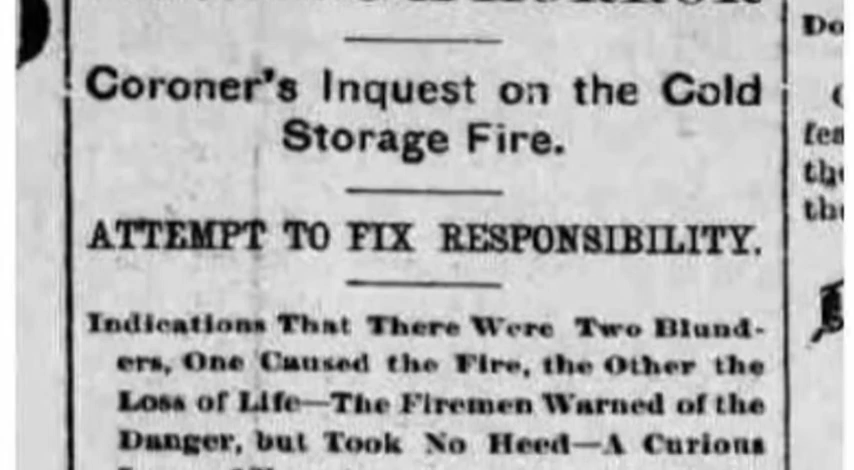 Coroner's Inquest on the Cold
Storage Fire.
ATTEMPT TO FIX RESPONSIBILITY.
Indications That There Were Two Blund-
ers, One Caused the Fire, the Other the
Loss of Life—The Firemen Warned of the
Danger, but Took No Heed—A Curious
Do